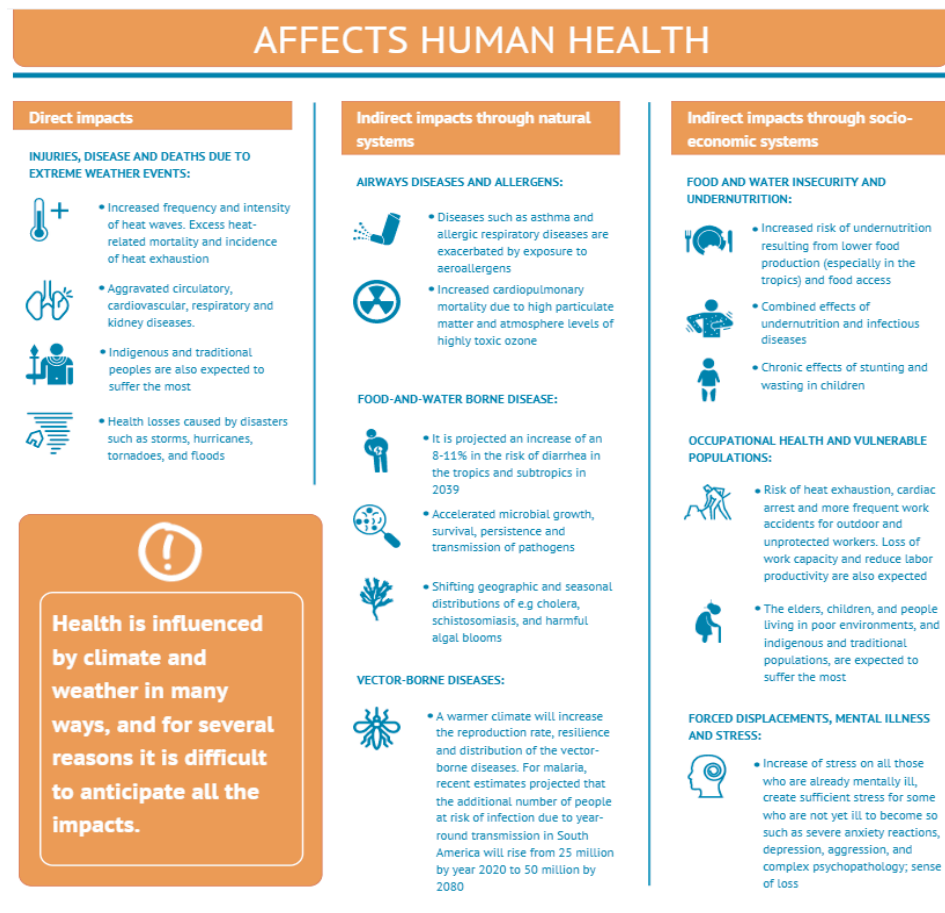 AFFECTS HUMAN HEALTH
Direct impacts
INJURIES, DISEASE AND DEATHS DUE TO
EXTREME WEATHER EVENTS:
• Increased frequency and intensity
of heat waves. Excess heat-
related mortality and incidence
of heat exhaustion
• Aggravated circulatory,
cardiovascular, respiratory and
kidney diseases.
• Indigenous and traditional
peoples are also expected to
suffer the most
• Health losses caused by disasters
such as storms, hurricanes,
tornadoes, and floods
!
Health is influenced
by climate and
weather in many
ways, and for several
reasons it is difficult
to anticipate all the
impacts.
Indirect impacts through natural
systems
AIRWAYS DISEASES AND ALLERGENS:
• Diseases such as asthma and
allergic respiratory diseases are
exacerbated by exposure to
aeroallergens
• Increased cardiopulmonary
mortality due to high particulate
matter and atmosphere levels of
highly toxic ozone
FOOD-AND-WATER BORNE DISEASE:
• It is projected an increase of an
8-11% in the risk of diarrhea in
the tropics and subtropics in
2039
• Accelerated microbial growth,
survival, persistence and
transmission of pathogens
• Shifting geographic and seasonal
distributions of e.g cholera,
schistosomiasis, and harmful
algal blooms
VECTOR-BORNE DISEASES:
• A warmer climate will increase
the reproduction rate, resilience
and distribution of the vector-
borne diseases. For malaria,
recent estimates projected that
the additional number of people
at risk of infection due to year-
round transmission in South
America will rise from 25 million
by year 2020 to 50 million by
2080
Indirect impacts through socio-
economic systems
FOOD AND WATER INSECURITY AND
UNDERNUTRITION:
• Increased risk of undernutrition
resulting from lower food
production (especially in the
tropics) and food access
• Combined effects of
undernutrition and infectious
diseases
• Chronic effects of stunting and
wasting in children
OCCUPATIONAL HEALTH AND VULNERABLE
POPULATIONS:
• Risk of heat exhaustion, cardiac
arrest and more frequent work
accidents for outdoor and
unprotected workers. Loss of
work capacity and reduce labor
productivity are also expected
• The elders, children, and people
living in poor environments, and
indigenous and traditional
populations, are expected to
suffer the most
FORCED DISPLACEMENTS, MENTAL ILLNESS
AND STRESS:
• Increase of stress on all those
who are already mentally ill,
create sufficient stress for some
who are not yet ill to become so
such as severe anxiety reactions,
depression, aggression, and
complex psychopathology; sense
of loss